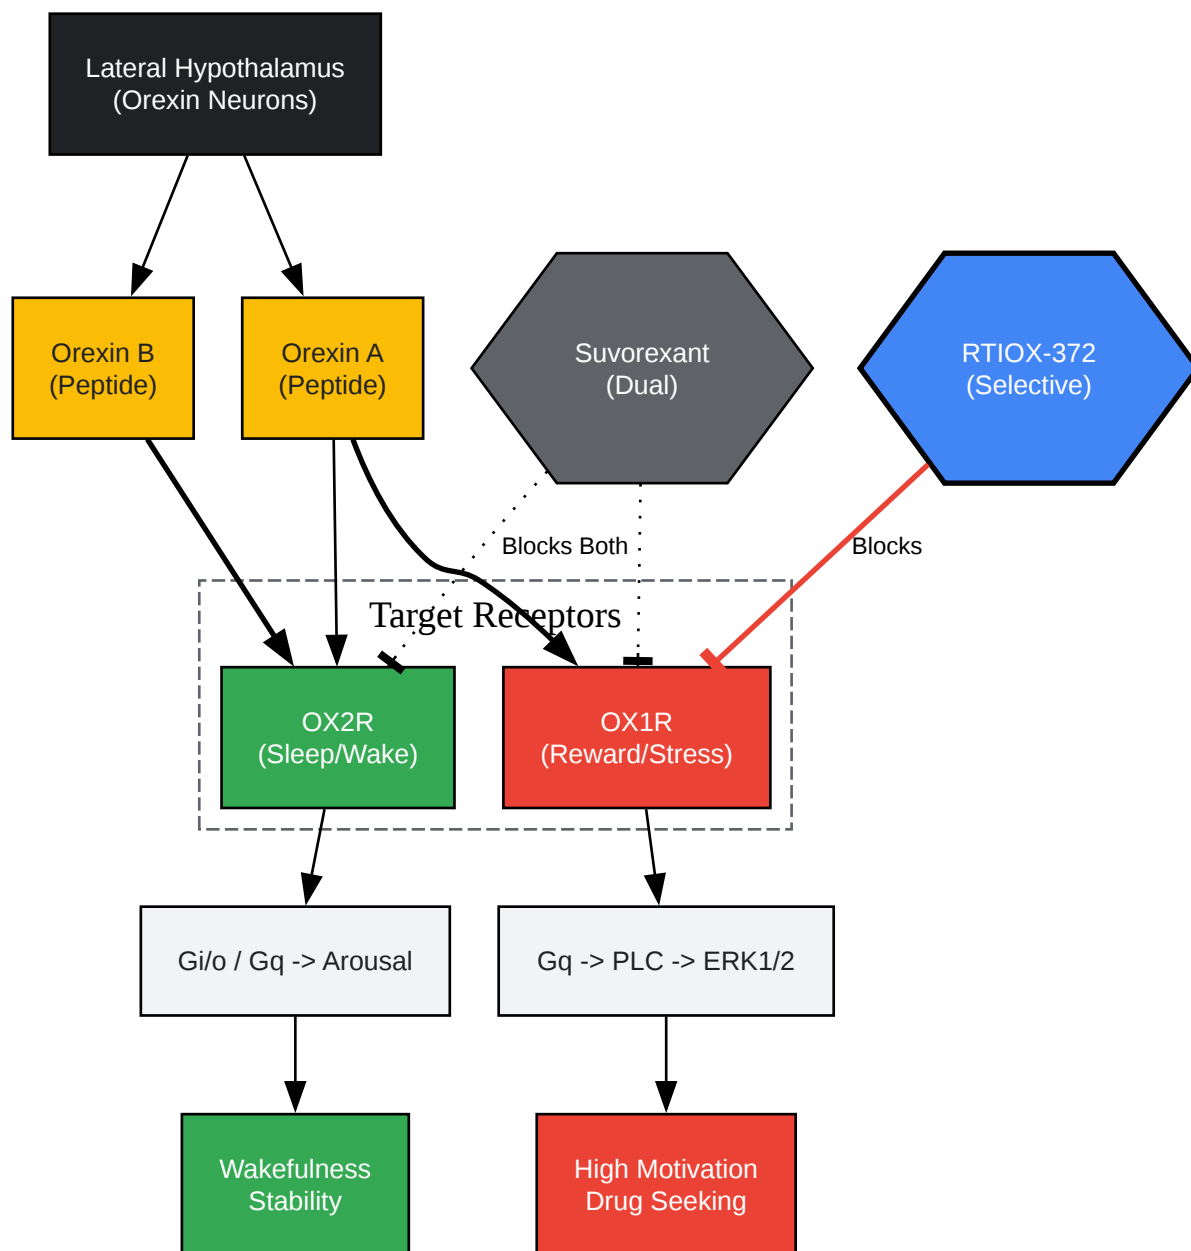 Lateral Hypothalamus
(Orexin Neurons)
Orexin B
(Peptide)
Orexin A
(Peptide)
Suvorexant
(Dual)
RTIOX-372
(Selective)
Blocks Both
Blocks
Target Receptors
OX2R
(Sleep/Wake)
OX1R
(Reward/Stress)
Gi/o / Gq -> Arousal
Gq -> PLC -> ERK1/2
Wakefulness
Stability
High Motivation
Drug Seeking